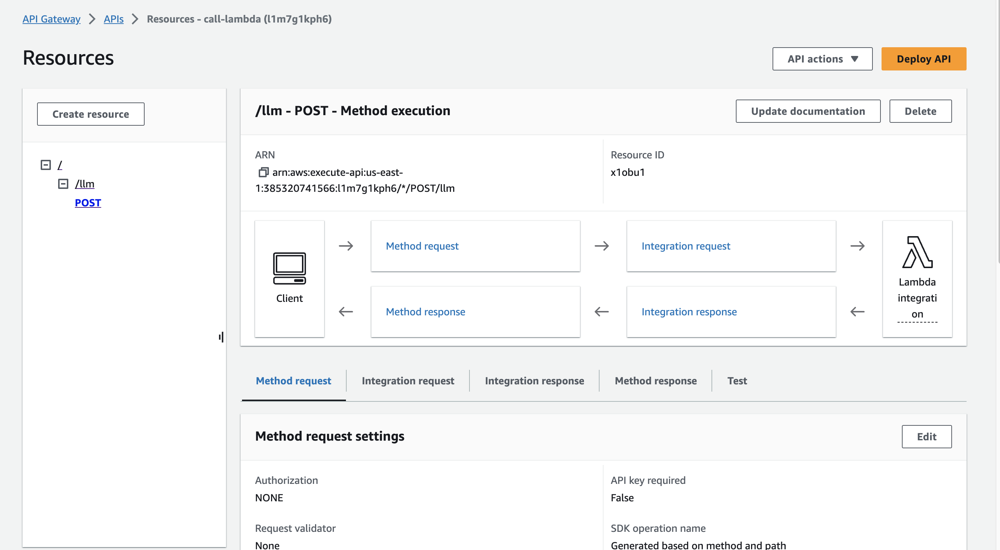 API Gateway > APIs > Resources - call-lambda (l1m7g1kph6)
Resources
API actions
Deploy API
Create resource
/
/llm
POST
/llm - POST - Method execution
Update documentation
Delete
ARN
arn:aws:execute-api:us-east-
1:385320741566:l1m7g1kph6/*/POST/llm
Resource ID
x1obu1
Client
Method request
Integration request
Method response
Integration response
Lambda
integrati
on
Method request
Integration request
Integration response
Method response
Test
Method request settings
Edit
Authorization
NONE
API key required
False
Request validator
None
SDK operation name
Generated based on method and path